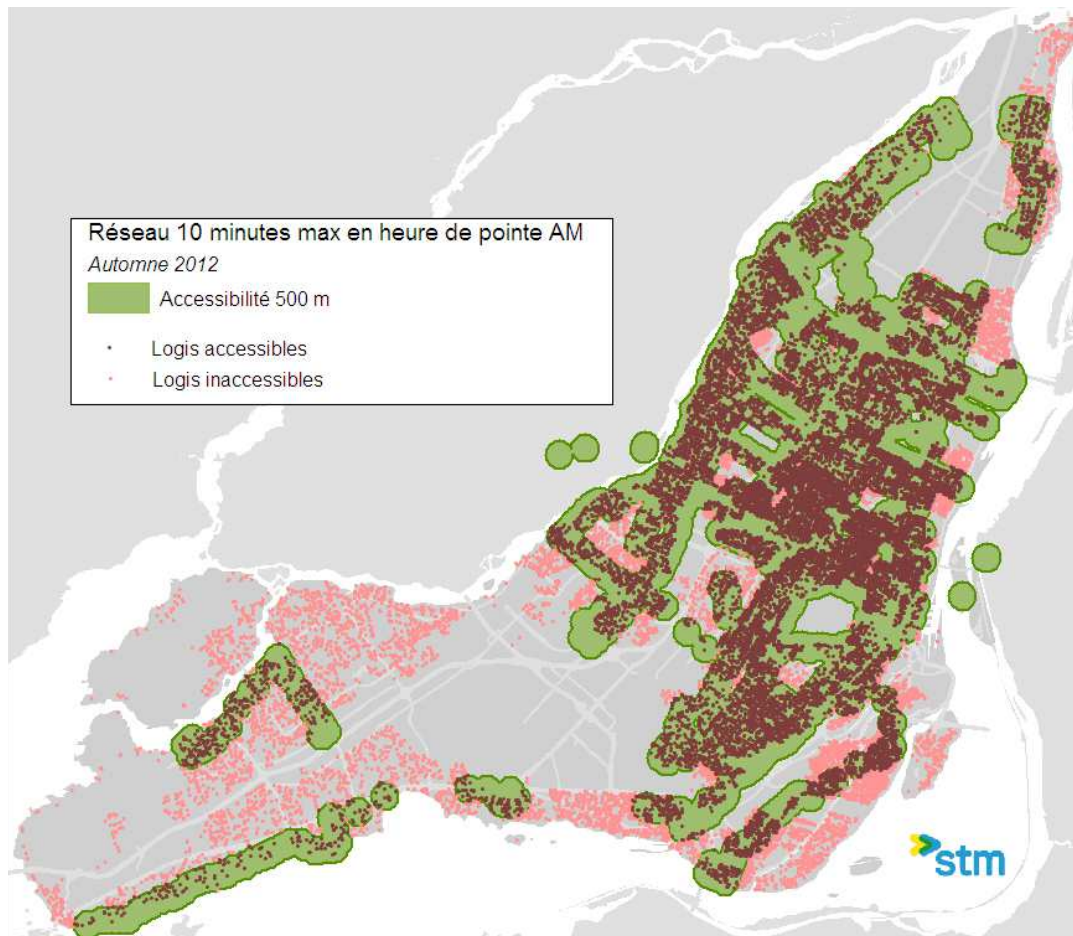 Réseau 10 minutes max en heure de pointe AM
Automne 2012
Accessibilité 500 m
Logis accessibles
Logis inaccessibles
stm